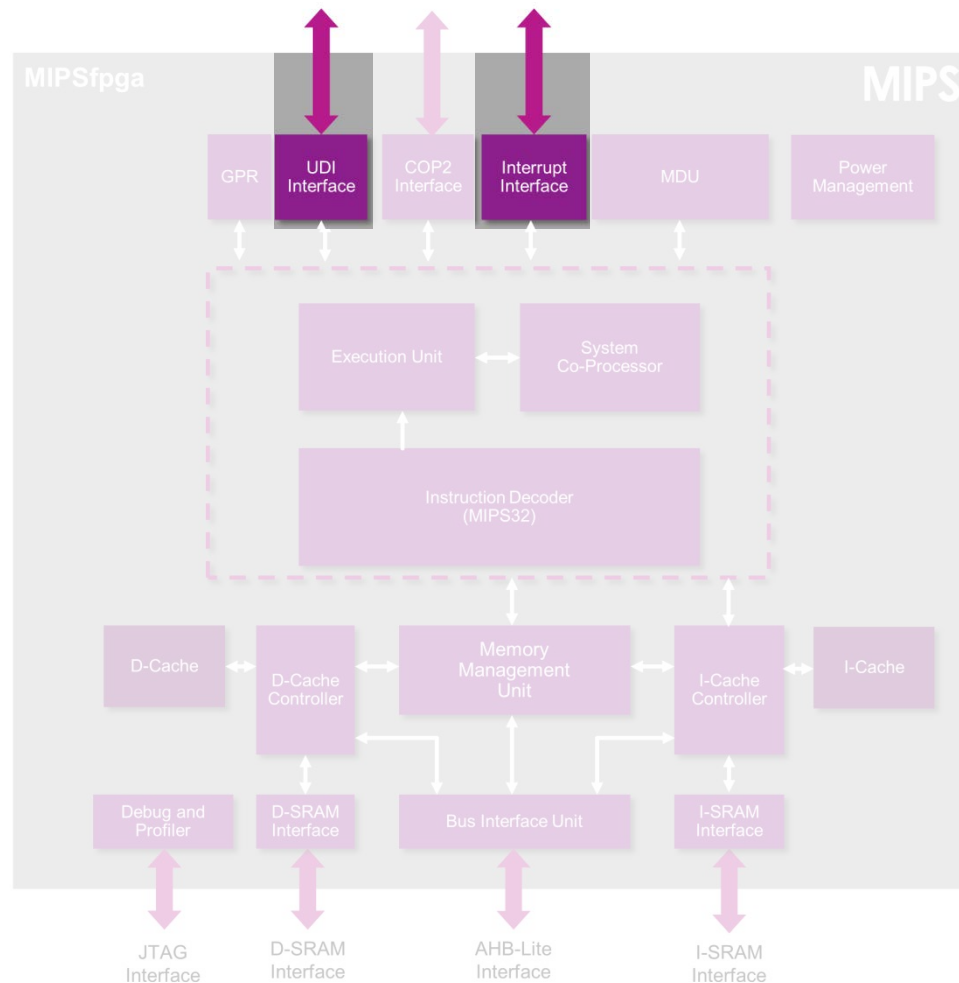 MIPSfpga
MIPS
GPR
UDI
Interface
COP2
Interface
Interrupt
Interface
MDU
Power
Management
Execution Unit
System
Co-Processor
Instruction Decoder
(MIPS32)
D-Cache
D-Cache
Controller
Memory
Management
Unit
I-Cache
Controller
I-Cache
Debug and
Profiler
D-SRAM
Interface
Bus Interface Unit
I-SRAM
Interface
JTAG
Interface
D-SRAM
Interface
AHB-Lite
Interface
I-SRAM
Interface